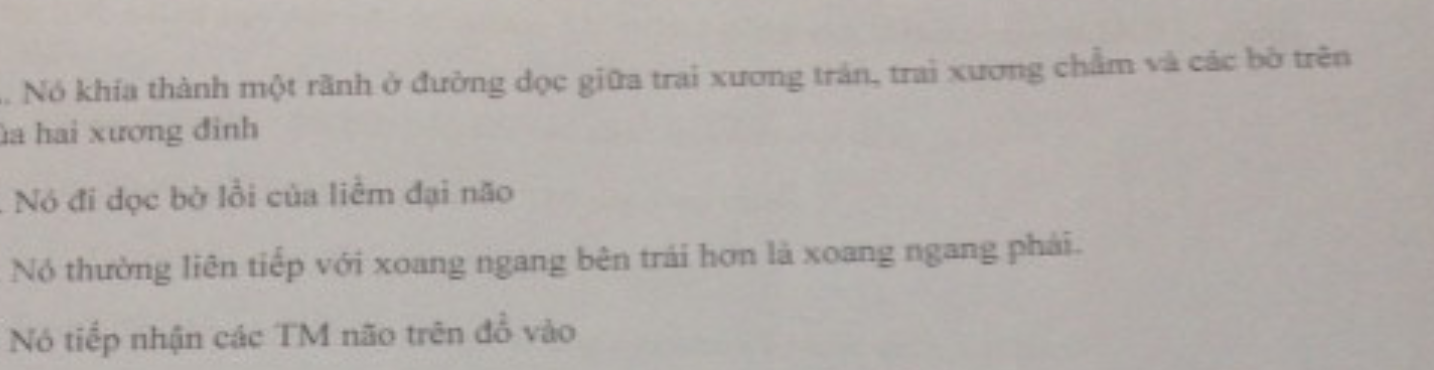 . Nó khía thành một rãnh ở đường dọc giữa trai xương trán, trai xương chẩm và các bờ trên
ủa hai xương đỉnh
. Nó đi dọc bờ lồi của liềm đại não
Nó thường liên tiếp với xoang ngang bên trái hơn là xoang ngang phải.
Nó tiếp nhận các TM não trên đổ vào